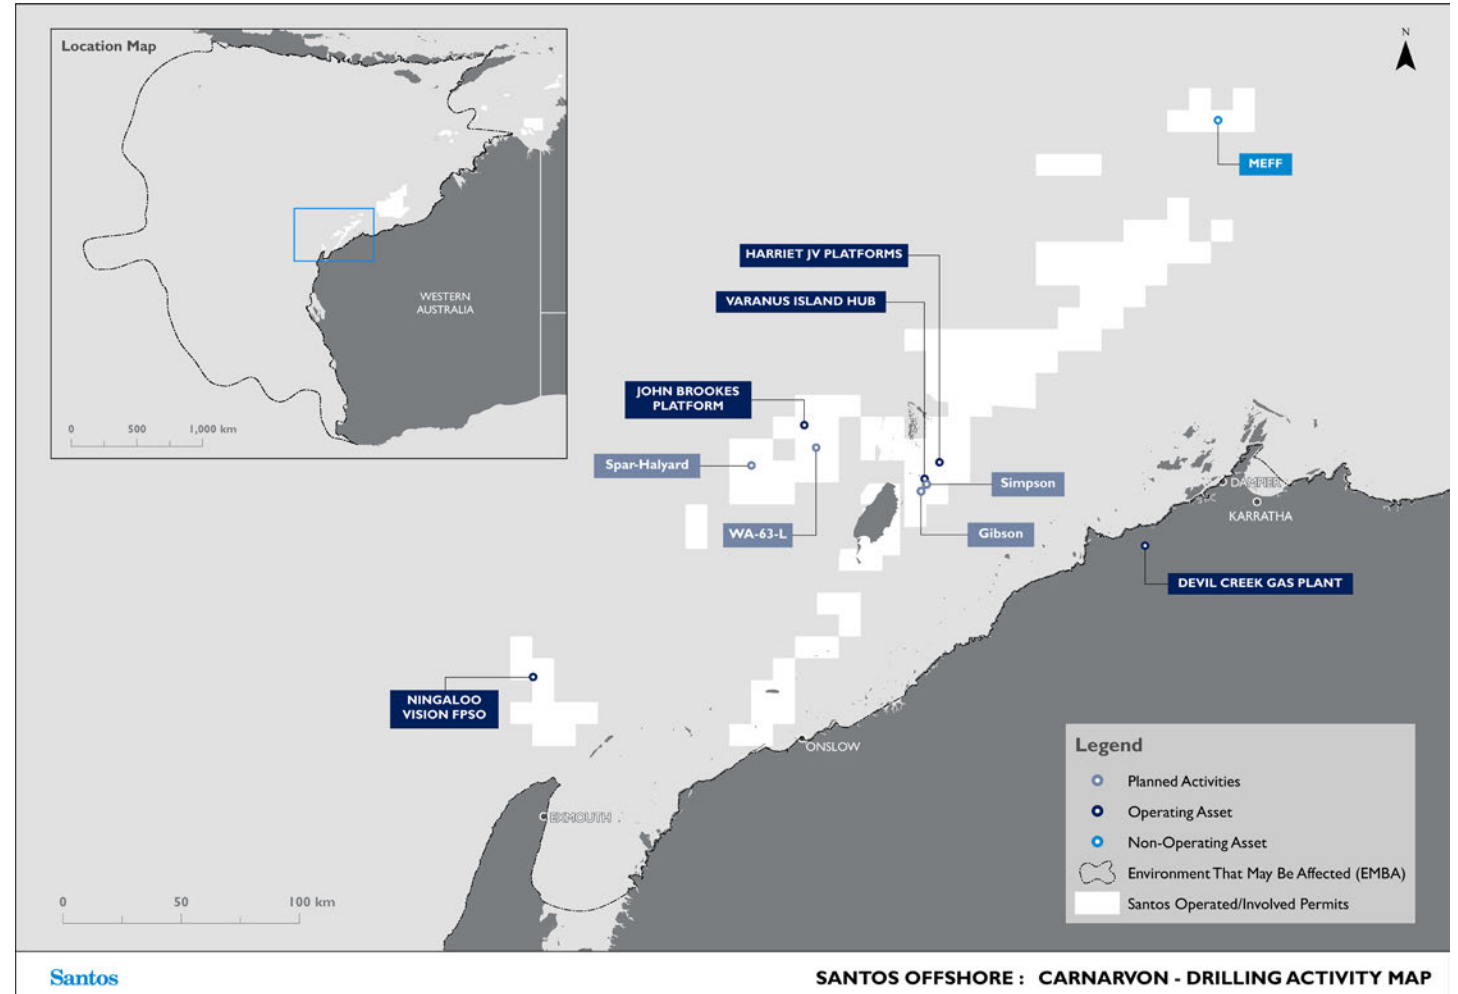 Location Map
WESTERN
AUSTRALIA
0 500 1,000 km
N
MEFF
HARRIET JV PLATFORMS
VARANUS ISLAND HUB
JOHN BROOKES
PLATFORM
Spar-Halyard
WA-63-L
Simpson
Gibson
DAMPIER
KARRATHA
DEVIL CREEK GAS PLANT
NINGALOO
VISION FPSO
ONSLOW
EXMOUTH
0 50 100 km
Legend
Planned Activities
Operating Asset
Non-Operating Asset
Environment That May Be Affected (EMBA)
Santos Operated/Involved Permits
Santos
SANTOS OFFSHORE : CARNARVON - DRILLING ACTIVITY MAP